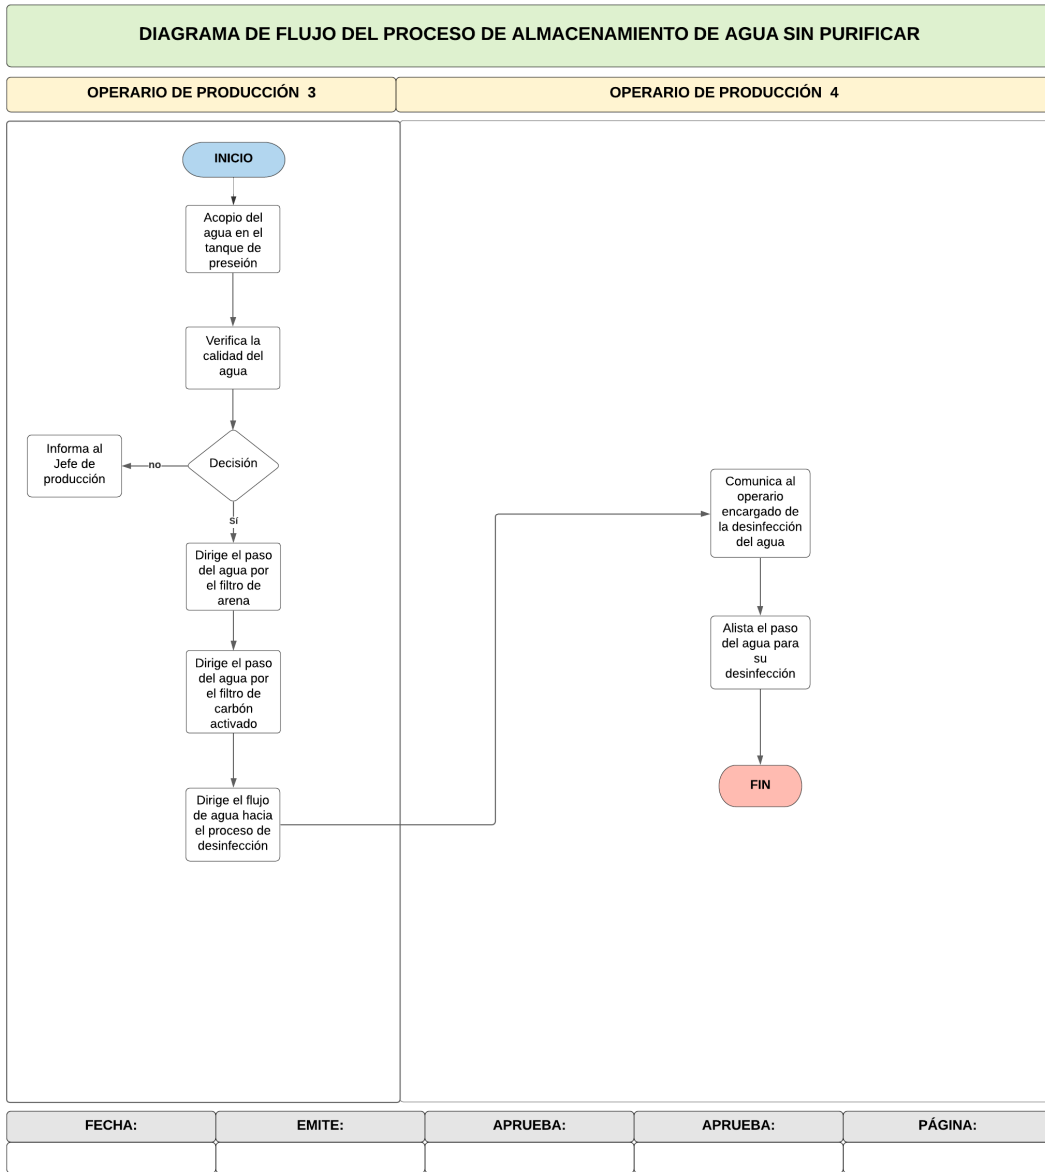 DIAGRAMA DE FLUJO DEL PROCESO DE ALMACENAMIENTO DE AGUA SIN PURIFICAR
OPERARIO DE PRODUCCIÓN  3
OPERARIO DE PRODUCCIÓN  4
INICIO
Acopio del
agua en el
tanque de
preseión
Verifica la
calidad del
agua
Decisión
no
Informa al
Jefe de
producción
sí
Dirige el paso
del agua por
el filtro de
arena
Dirige el paso
del agua por
el filtro de
carbón
activado
Dirige el flujo
de agua hacia
el proceso de
desinfección
Comunica al
operario
encargado de
la desinfección
del agua
Alista el paso
del agua para
su
desinfección
FIN
FECHA:
EMITE:
APRUEBA:
APRUEBA:
PÁGINA: